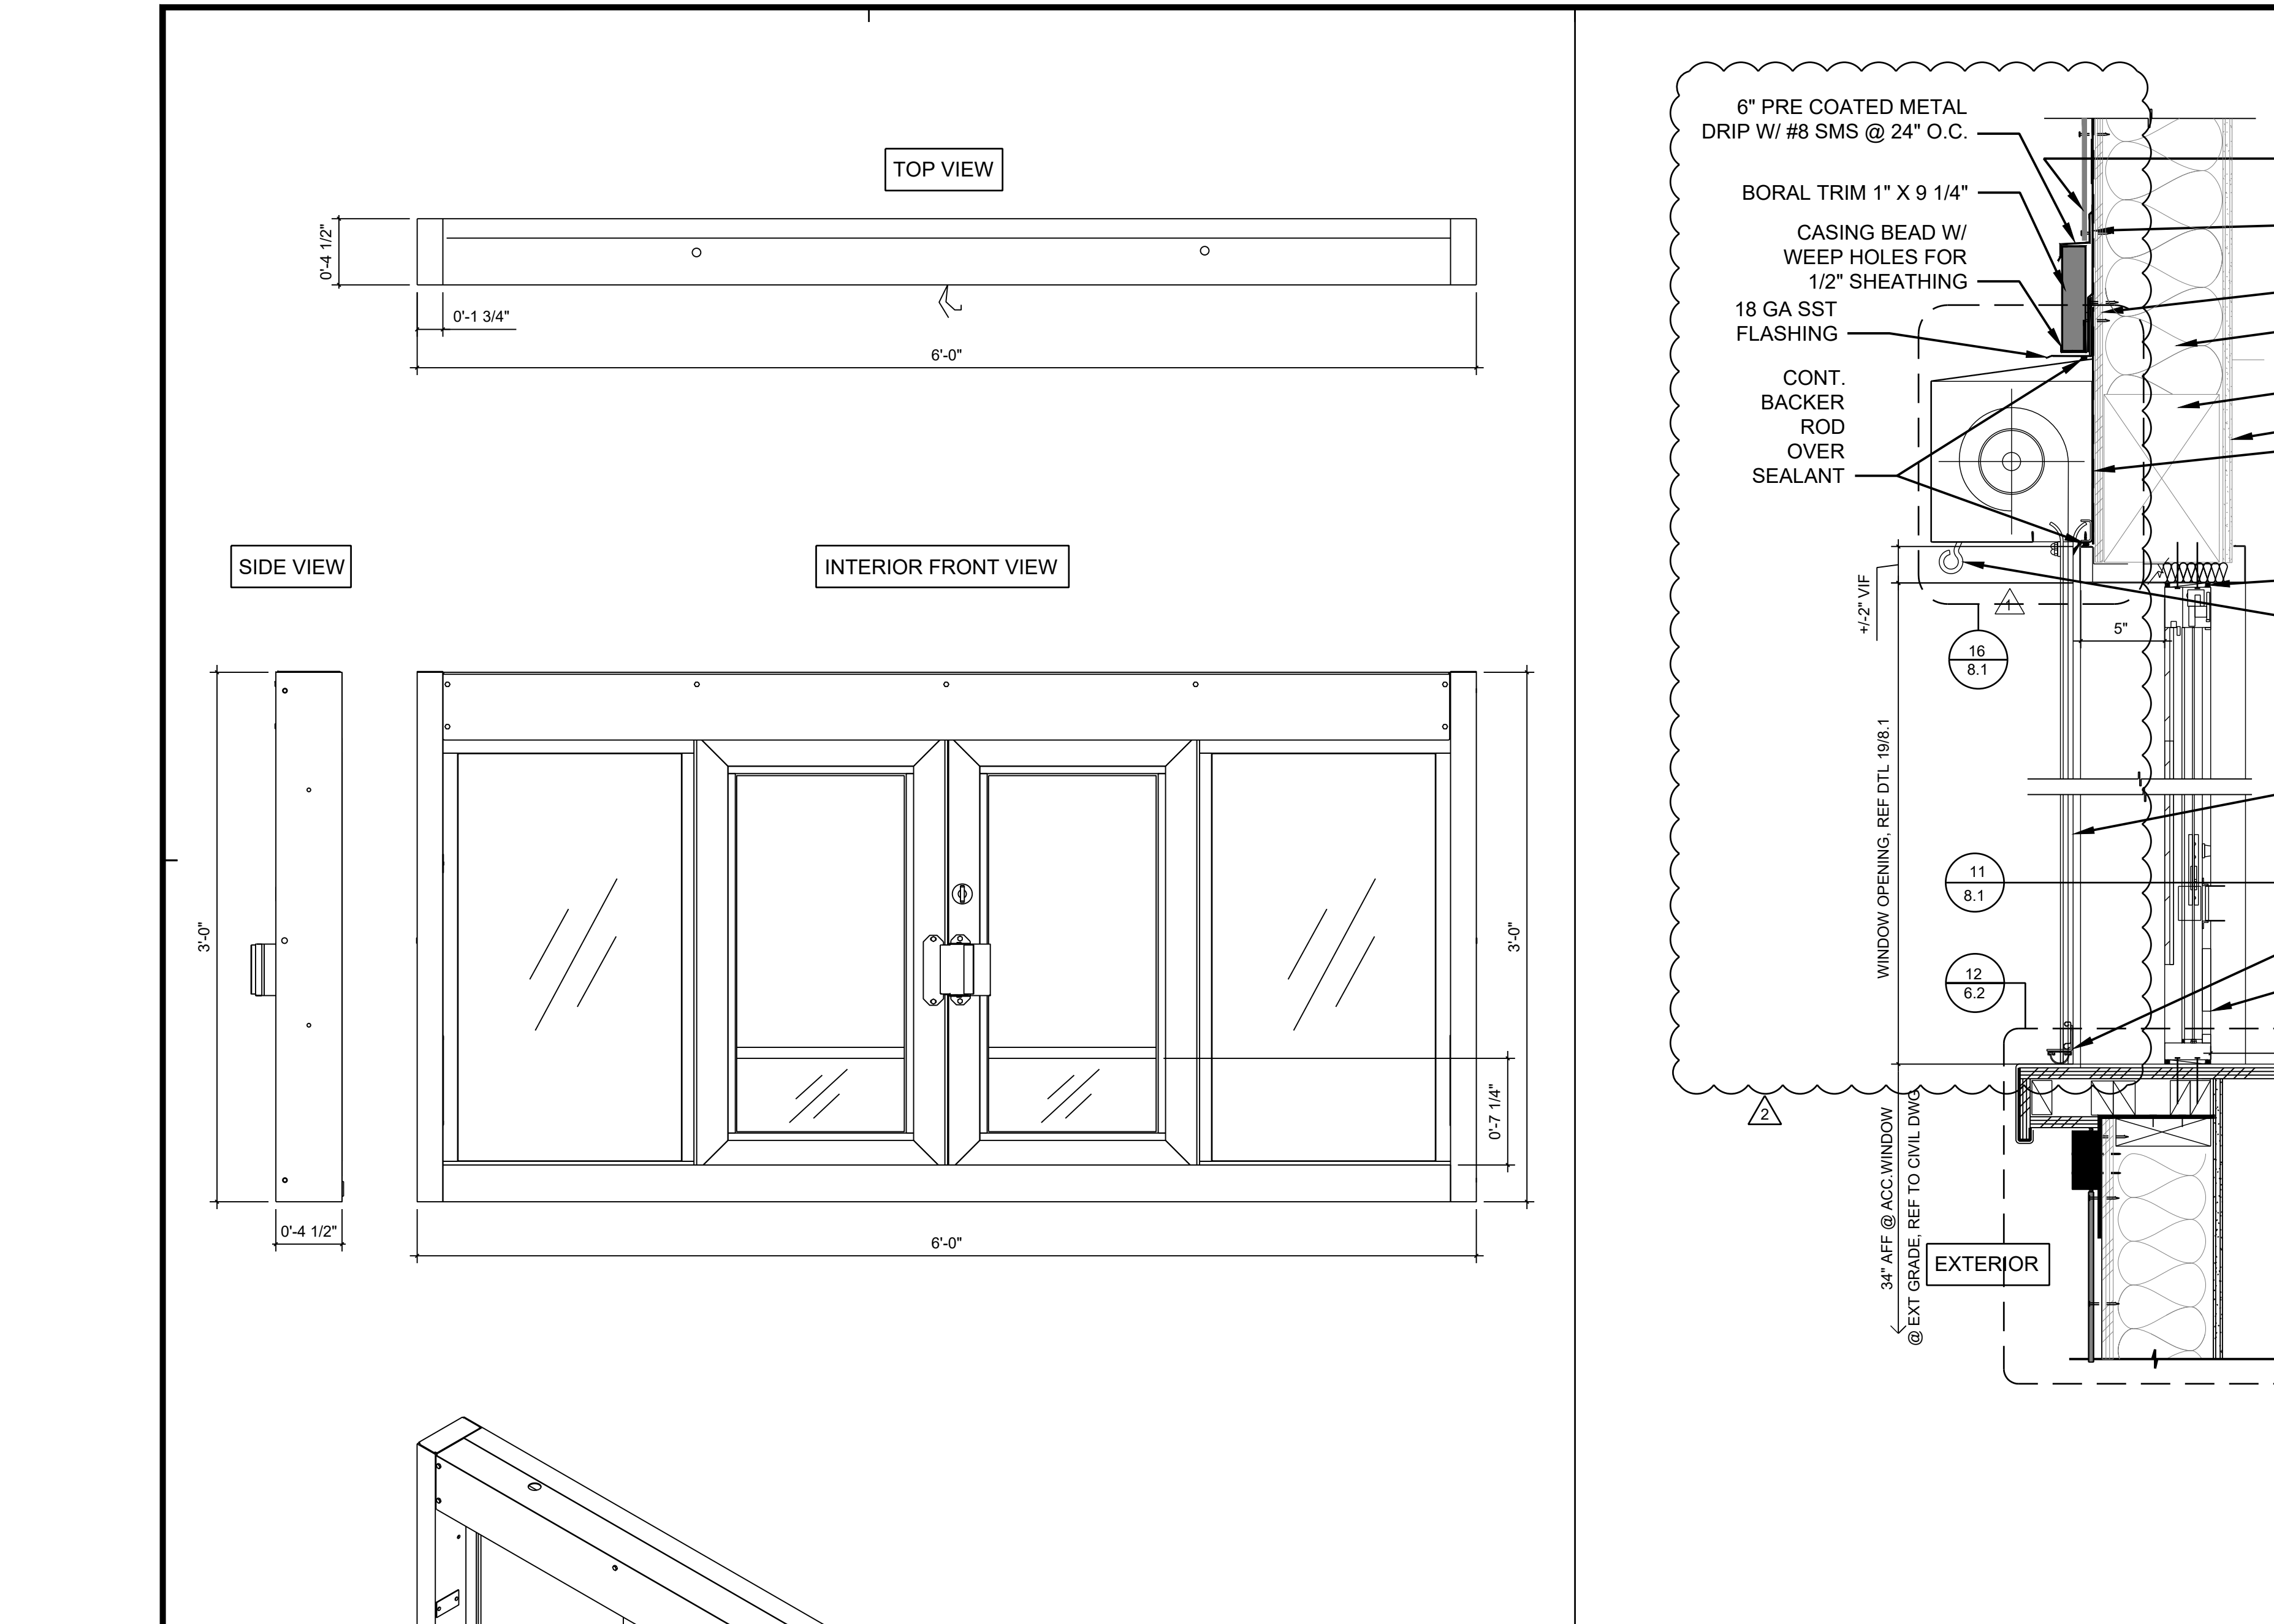 TOP VIEW
0'-4 1/2"
0'-1 3/4"
6'-0"
SIDE VIEW
INTERIOR FRONT VIEW
3'-0"
0'-4 1/2"
3'-0"
0'-7 1/4"
6'-0"
6" PRE COATED METAL
DRIP W/ #8 SMS @ 24" O.C.
BORAL TRIM 1" X 9 1/4"
CASING BEAD W/
WEEP HOLES FOR
1/2" SHEATHING
18 GA SST
FLASHING
CONT.
BACKER
ROD
OVER
SEALANT
+/-2" VIF
1
5"
16
8.1
WINDOW OPENING, REF DTL 19/8.1
11
8.1
12
6.2
2
34" AFF @ ACC.WINDOW
@ EXT GRADE, REF TO CIVIL DWG
EXTERIOR